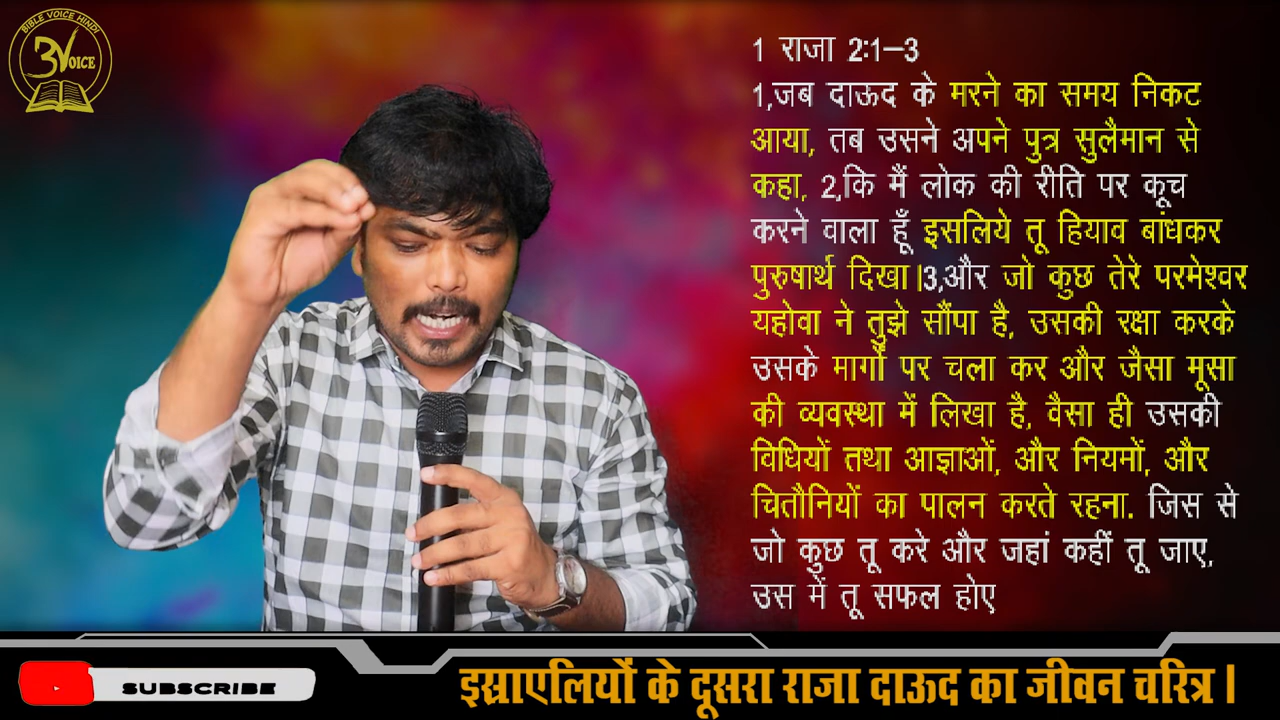 BIBLE VOICE HINDI
3VOICE
1 राजा 2:1–3
1,जब दाऊद के मरने का समय निकट
आया, तब उसने अपने पुत्र सुलैमान से
कहा, 2,कि मैं लोक की रीति पर कूच
करने वाला हूँ इसलिये तू हियाव बांधकर
पुरुषार्थ दिखा।3,और जो कुछ तेरे परमेश्वर
यहोवा ने तुझे सौंपा है, उसकी रक्षा करके
उसके मार्गों पर चला कर और जैसा मूसा
की व्यवस्था में लिखा है, वैसा ही उसकी
विधियों तथा आज्ञाओं, और नियमों, और
चितौनियों का पालन करते रहना. जिस से
जो कुछ तू करे और जहां कहीं तू जाए,
उस में तू सफल होए
SUBSCRIBE
इस्राएलियों के दूसरा राजा दाऊद का जीवन चरित्र।